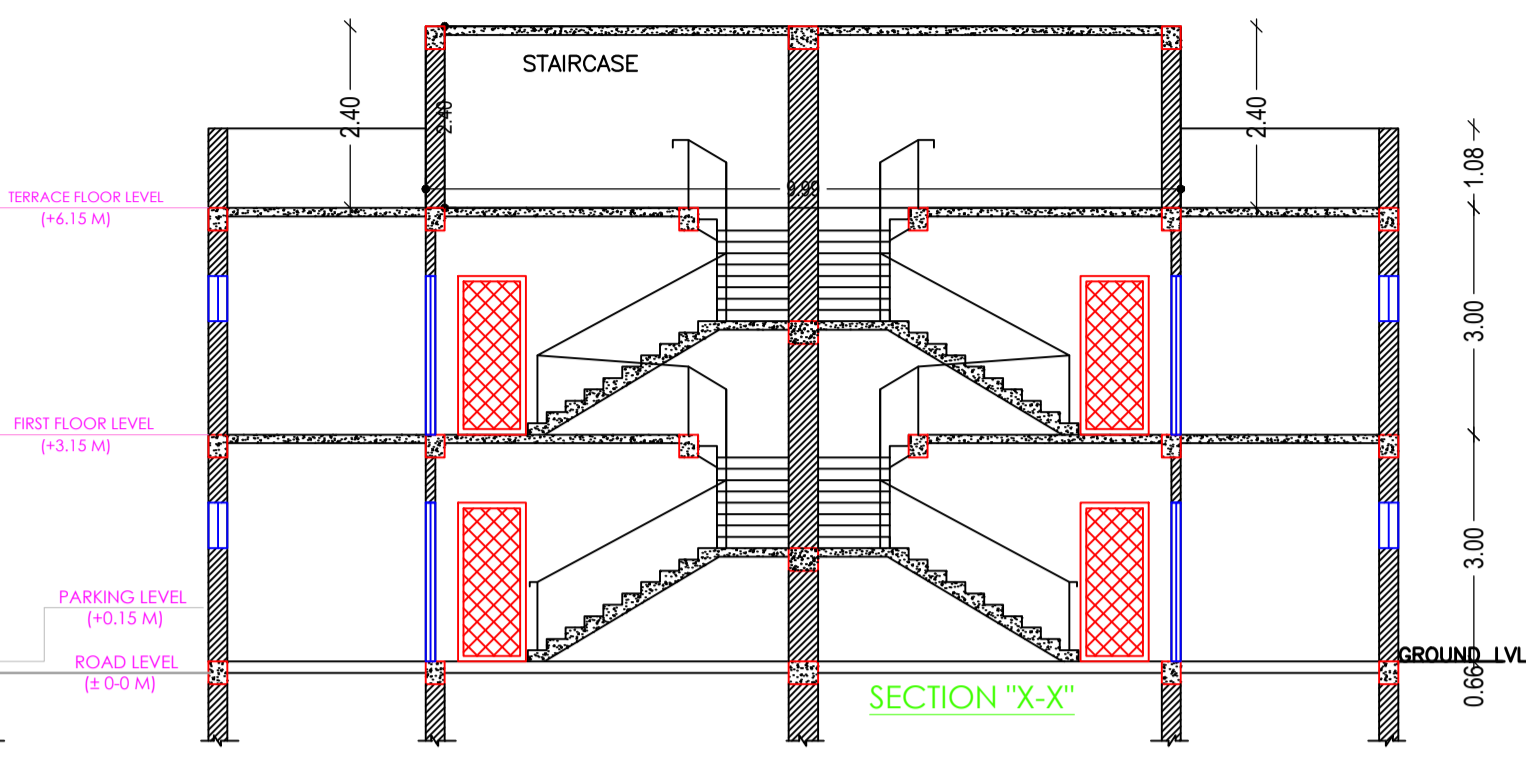 STAIRCASE
2.40
2.40
2.40
9.99
1.08
TERRACE FLOOR LEVEL
(+6.15 M)
3.00
FIRST FLOOR LEVEL
(+3.15 M)
3.00
PARKING LEVEL
(+0.15 M)
ROAD LEVEL
(± 0-0 M)
GROUND LVL
0.66
SECTION "X-X"